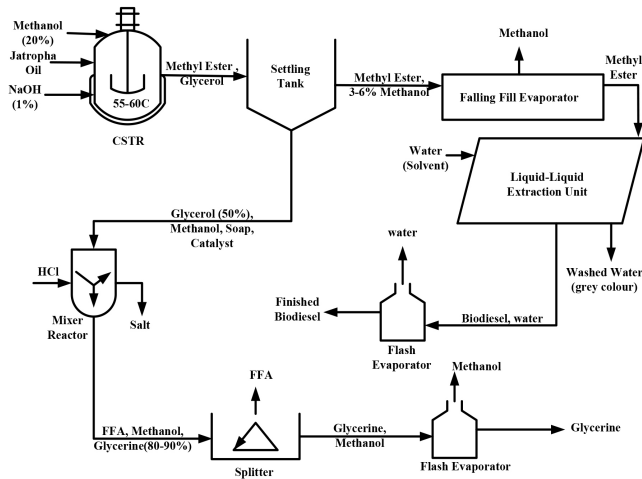 Methanol
(20%)
Jatropha
Oil
NaOH
(1%)
55-60C
CSTR
Methyl Ester ,
Glycerol
Settling
Tank
Methyl Ester,
3-6% Methanol
Methanol
Falling Fill Evaporator
Methyl
Ester
Water
(Solvent)
Liquid-Liquid
Extraction Unit
Washed Water
(grey colour)
Biodiesel, water
water
Finished
Biodiesel
Flash
Evaporator
Glycerol (50%),
Methanol, Soap,
Catalyst
HCl
Mixer
Reactor
Salt
FFA, Methanol,
Glycerine(80-90%)
FFA
Splitter
Glycerine,
Methanol
Methanol
Flash Evaporator
Glycerine